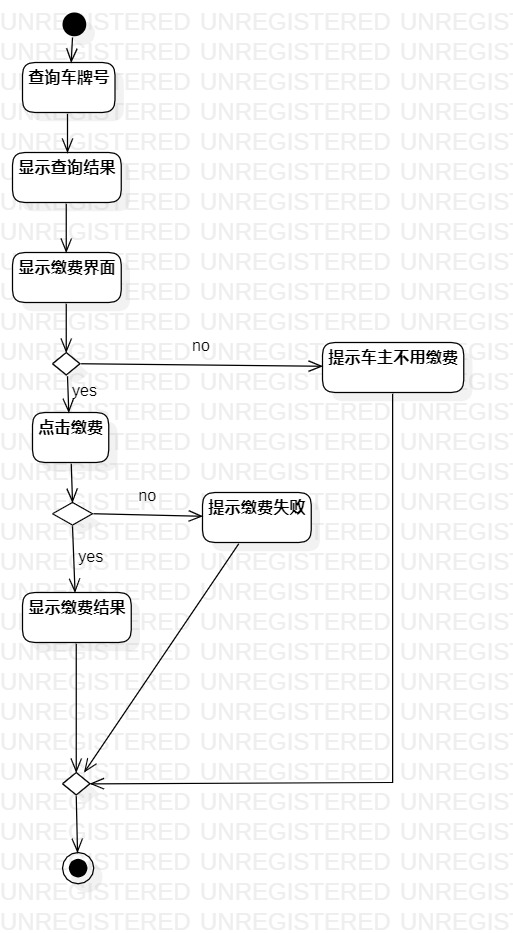 查询车牌号
显示查询结果
显示缴费界面
no
提示车主不用缴费
yes
点击缴费
no
提示缴费失败
yes
显示缴费结果
UNREGISTERED